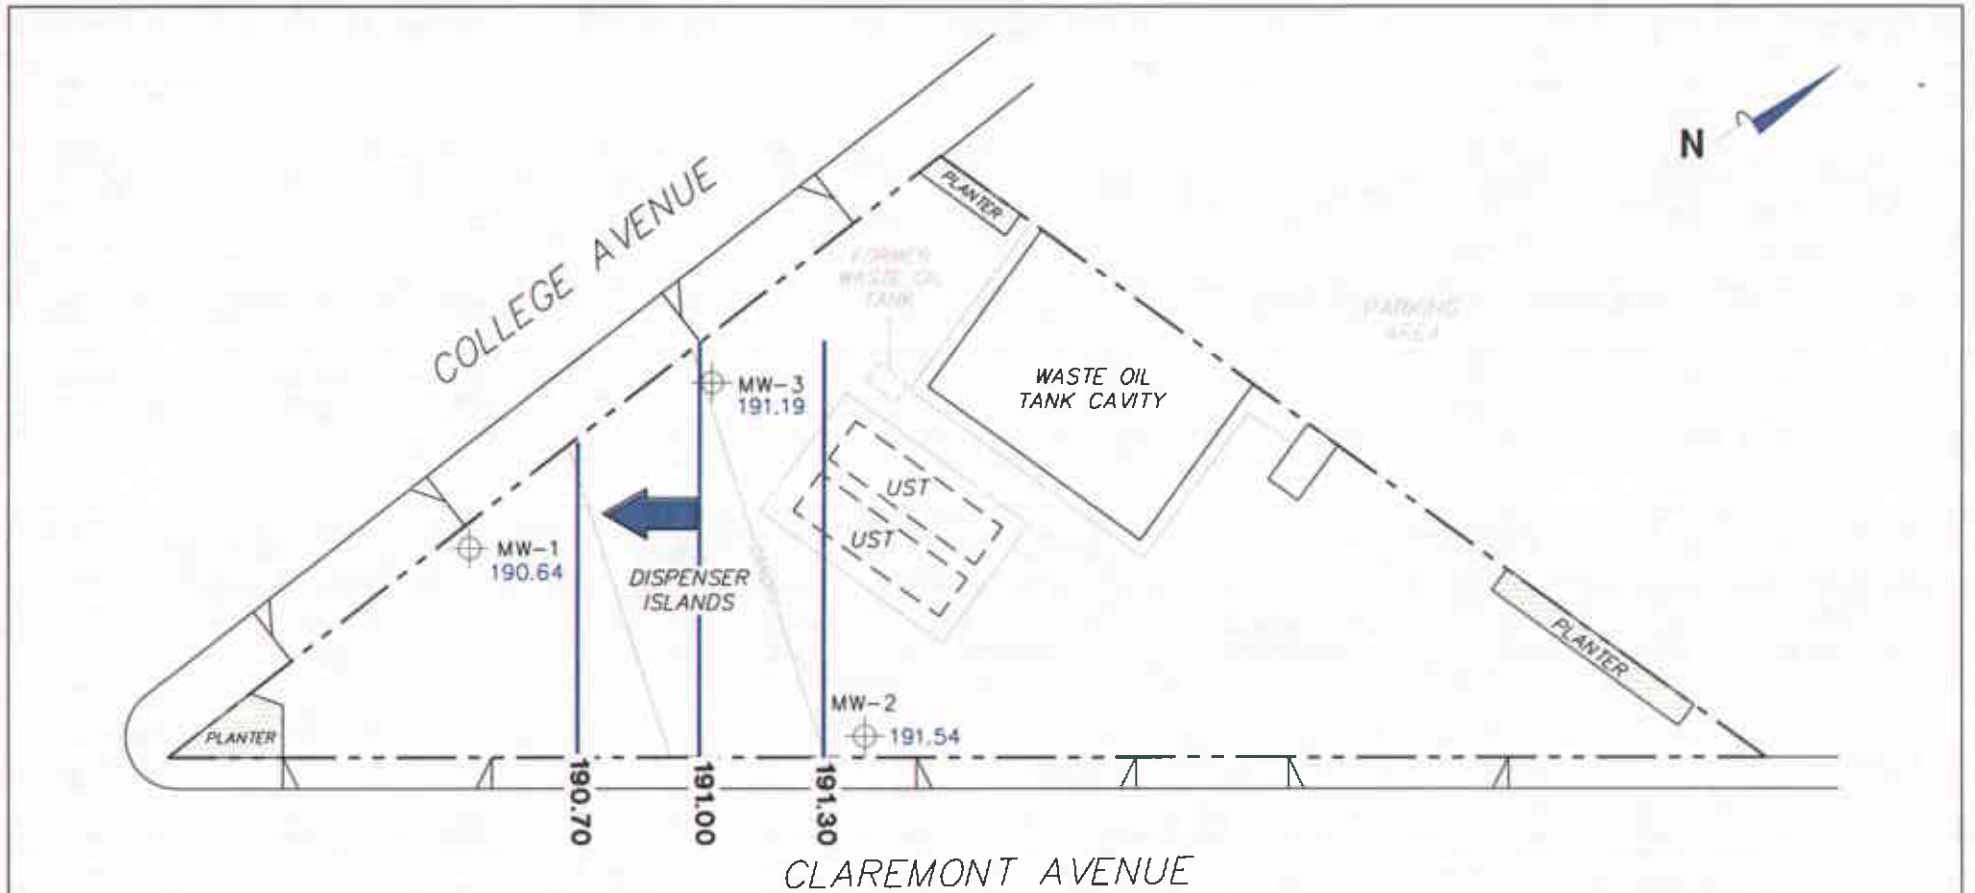 N
COLLEGE AVENUE
PLANTER
FORMER
WASTE OIL
TANK
PARKING
AREA
WASTE OIL
TANK CAVITY
MW-3
191.19
UST
UST
MW-1
190.64
DISPENSER
ISLANDS
PLANTER
MW-2
191.54
PLANTER
190.70
191.00
191.30
CLAREMONT AVENUE